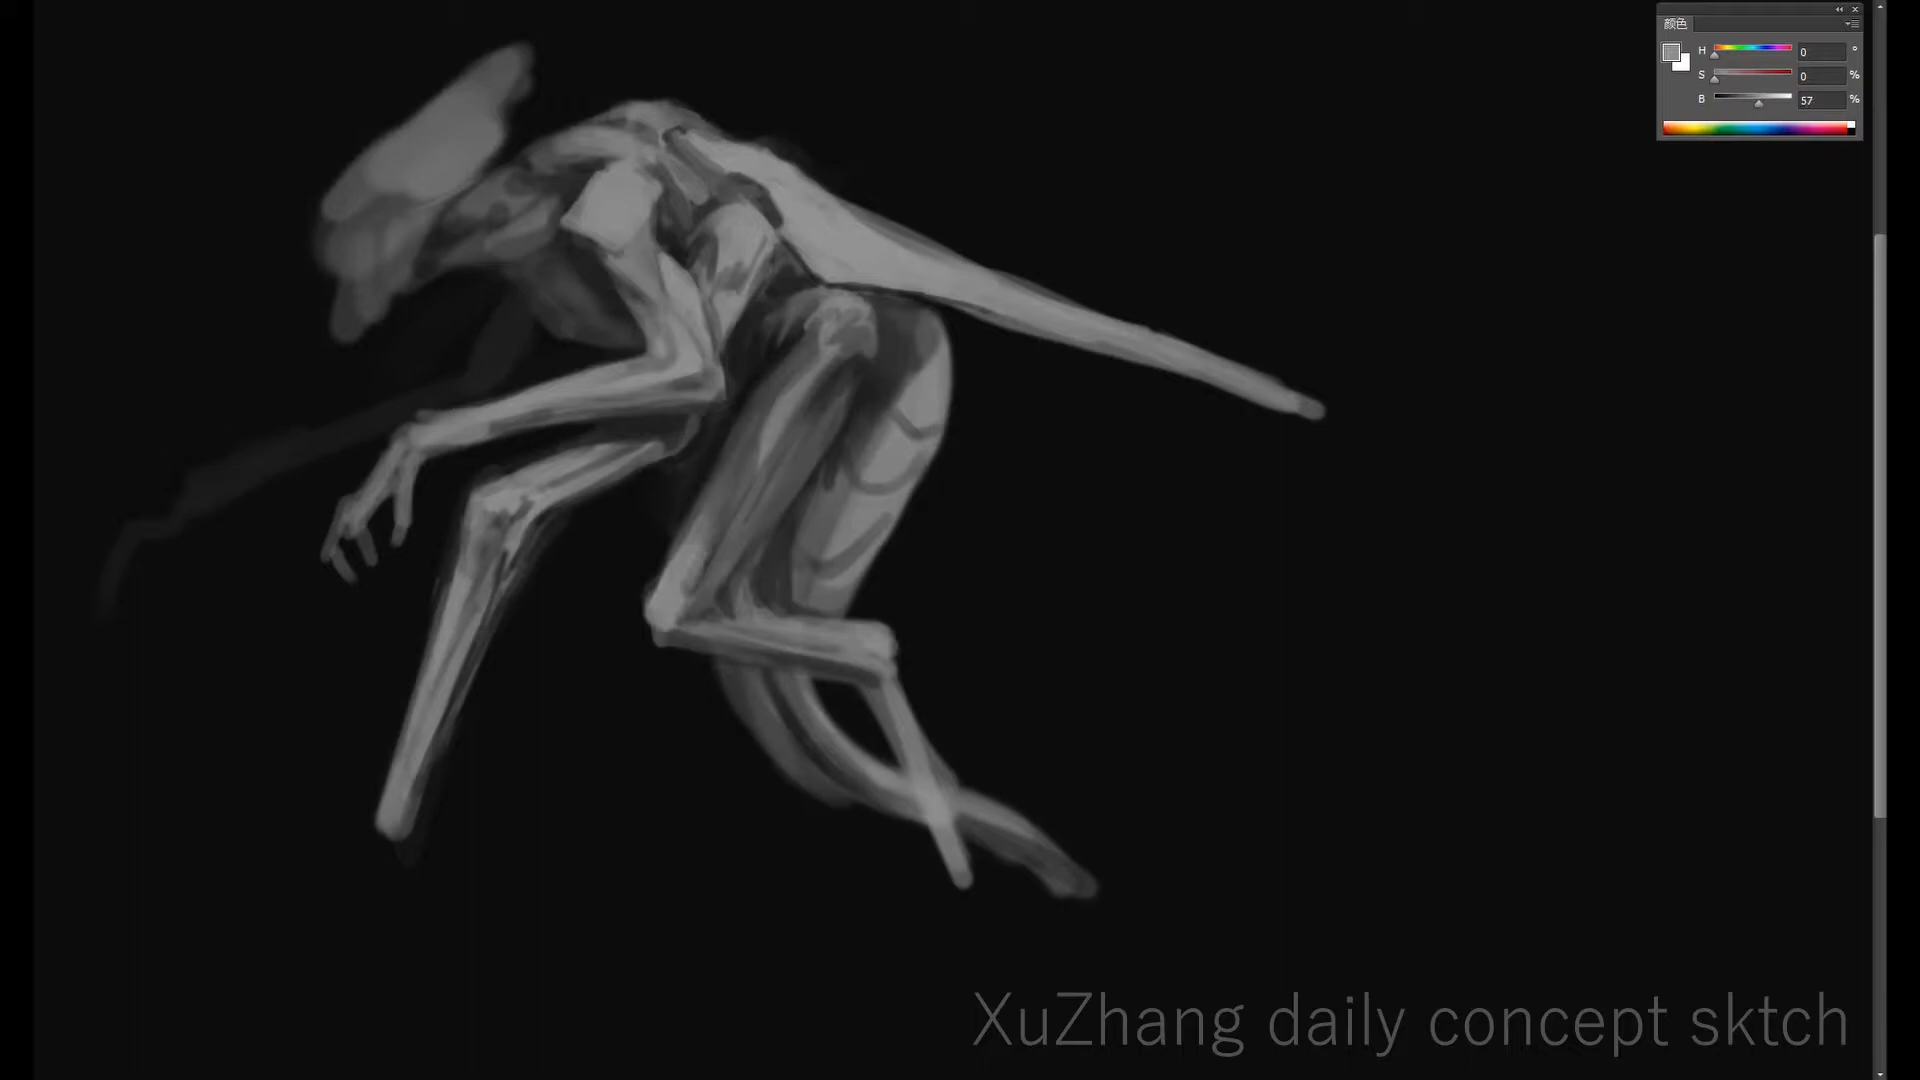 颜色
H 0 °
S 0 %
B 57 %
XuZhang daily concept sktch